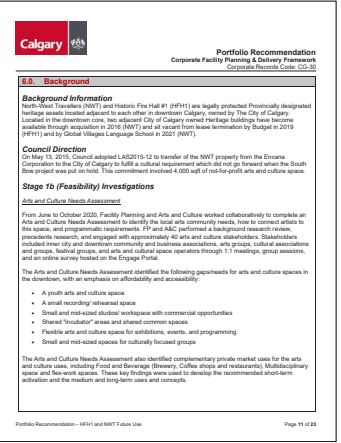 Calgary
Portfolio Recommendation
Corporate Facility Planning & Delivery Framework
Corporate Records Code: CG-30
6.0. Background
Background Information
North-West Travellers (NWT) and Historic Fire Hall #1 (HFH1) are legally protected Provincially designated
heritage assets located adjacent to each other in downtown Calgary, owned by The City of Calgary.
Located in the downtown core, two adjacent City of Calgary owned Heritage buildings have become
available through acquisition in 2016 (NWT) and sit vacant from lease termination by Budget in 2019
(HFH1) and by Global Villages Language School in 2021 (NWT).
Council Direction
On May 13, 2015, Council adopted LAS2015-12 to transfer of the NWT property from the Encana
Corporation to the City of Calgary to fulfill a cultural requirement which did not go forward when the South
Bow project was put on hold. This commitment involved 4,000 sqft of not-for-profit arts and culture space.
Stage 1b (Feasibility) Investigations
Arts and Culture Needs Assessment
From June to October 2020, Facility Planning and Arts and Culture worked collaboratively to complete an
Arts and Culture Needs Assessment to identify the local arts community needs, how to connect artists to
this space, and programmatic requirements. FP and A&C performed a background research review,
precedents research, and engaged with approximately 40 arts and culture stakeholders. Stakeholders
included inner city and downtown community and business associations, arts groups, cultural associations
and groups, festival groups, and arts and cultural space operators through 1:1 meetings, group sessions,
and an online survey hosted on the Engage Portal.
The Arts and Culture Needs Assessment identified the following gaps/needs for arts and culture spaces in
the downtown, with an emphasis on affordability and accessibility:
• A youth arts and culture space
• A small recording/ rehearsal space
• Small and mid-sized studios/ workspace with commercial opportunities
• Shared "incubator" areas and shared common spaces
• Flexible arts and culture space for exhibitions, events, and programming
• Small and mid-sized spaces for culturally focused groups
The Arts and Culture Needs Assessment also identified complementary private market uses for the arts
and culture uses, including Food and Beverage (Brewery, Coffee shops and restaurants), Multidisciplinary
space and flex-work spaces. These key findings were used to develop the recommended short-term
activation and the medium and long-term uses and concepts.
Portfolio Recommendation – HFH1 and NWT Future Use
Page 11 of 23